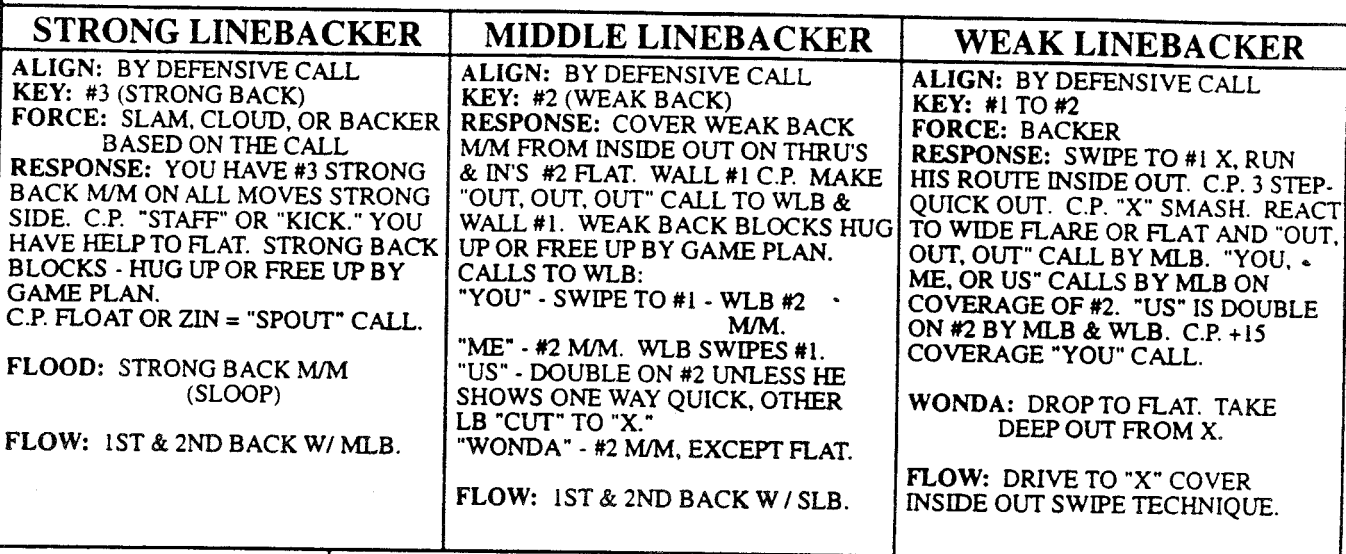 STRONG LINEBACKER
ALIGN: BY DEFENSIVE CALL
KEY: #3 (STRONG BACK)
FORCE: SLAM, CLOUD, OR BACKER
BASED ON THE CALL
RESPONSE: YOU HAVE #3 STRONG
BACK M/M ON ALL MOVES STRONG
SIDE. C.P. "STAFF" OR "KICK." YOU
HAVE HELP TO FLAT. STRONG BACK
BLOCKS - HUG UP OR FREE UP BY
GAME PLAN.
C.P. FLOAT OR ZIN = "SPOUT" CALL.
FLOOD: STRONG BACK M/M
(SLOOP)
FLOW: 1ST & 2ND BACK W/ MLB.
MIDDLE LINEBACKER
ALIGN: BY DEFENSIVE CALL
KEY: #2 (WEAK BACK)
RESPONSE: COVER WEAK BACK
M/M FROM INSIDE OUT ON THRU'S
& IN'S #2 FLAT. WALL #1 C.P. MAKE
"OUT, OUT, OUT" CALL TO WLB &
WALL #1. WEAK BACK BLOCKS HUG
UP OR FREE UP BY GAME PLAN.
CALLS TO WLB:
"YOU" - SWIPE TO #1 - WLB #2
M/M.
"ME" - #2 M/M. WLB SWIPES #1.
"US" - DOUBLE ON #2 UNLESS HE
SHOWS ONE WAY QUICK, OTHER
LB "CUT" TO "X."
"WONDA" - #2 M/M, EXCEPT FLAT.
FLOW: 1ST & 2ND BACK W / SLB.
WEAK LINEBACKER
ALIGN: BY DEFENSIVE CALL
KEY: #1 TO #2
FORCE: BACKER
RESPONSE: SWIPE TO #1 X, RUN
HIS ROUTE INSIDE OUT. C.P. 3 STEP-
QUICK OUT. C.P. "X" SMASH. REACT
TO WIDE FLARE OR FLAT AND "OUT,
OUT, OUT" CALL BY MLB. "YOU,
ME, OR US" CALLS BY MLB ON
COVERAGE OF #2. "US" IS DOUBLE
ON #2 BY MLB & WLB. C.P. +15
COVERAGE "YOU" CALL.
WONDA: DROP TO FLAT. TAKE
DEEP OUT FROM X.
FLOW: DRIVE TO "X" COVER
INSIDE OUT SWIPE TECHNIQUE.